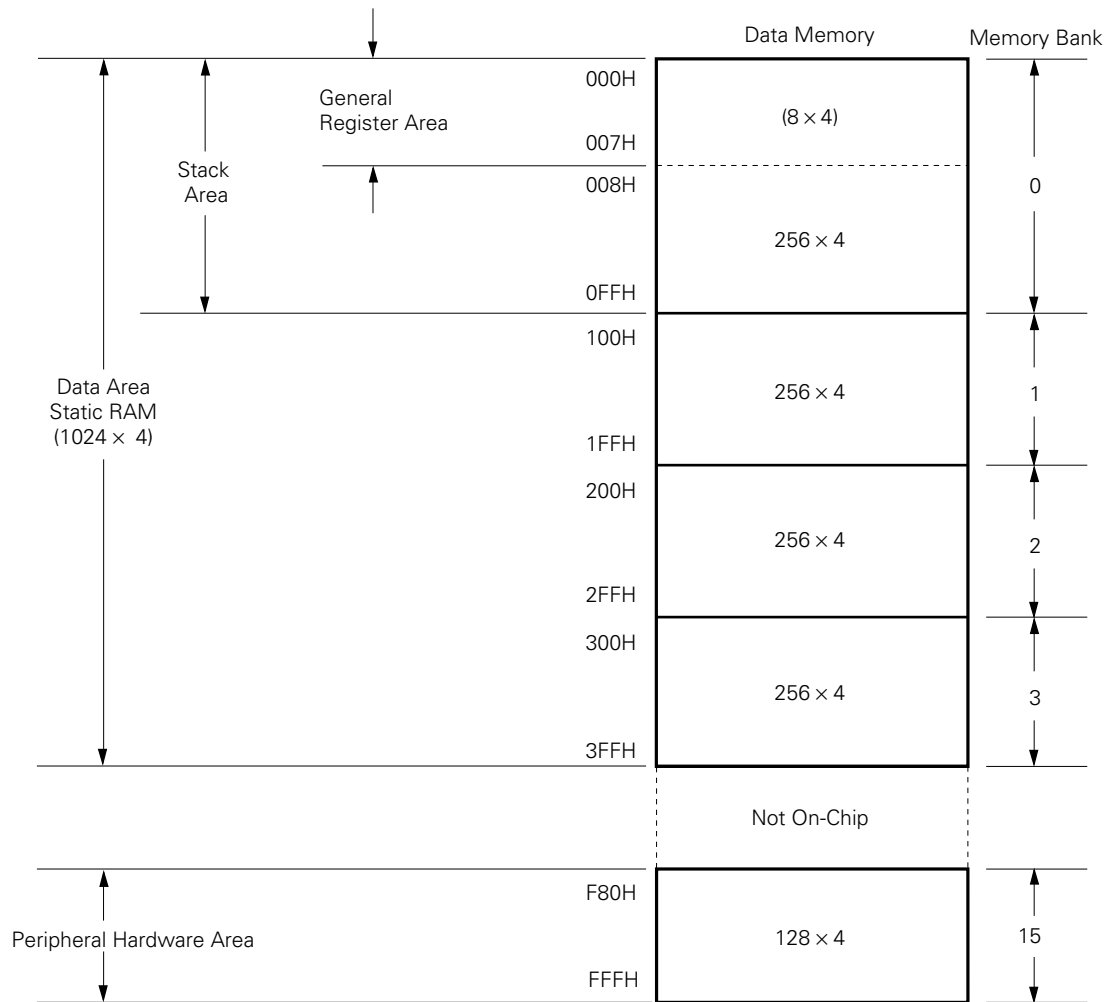 Data Memory
Memory Bank
000H
General
Register Area
(8 × 4)
007H
Stack
Area
008H
0
256 × 4
0FFH
100H
Data Area
Static RAM
(1024 × 4)
256 × 4
1
1FFH
200H
256 × 4
2
2FFH
300H
256 × 4
3
3FFH
Not On-Chip
F80H
Peripheral Hardware Area
128 × 4
15
FFFH